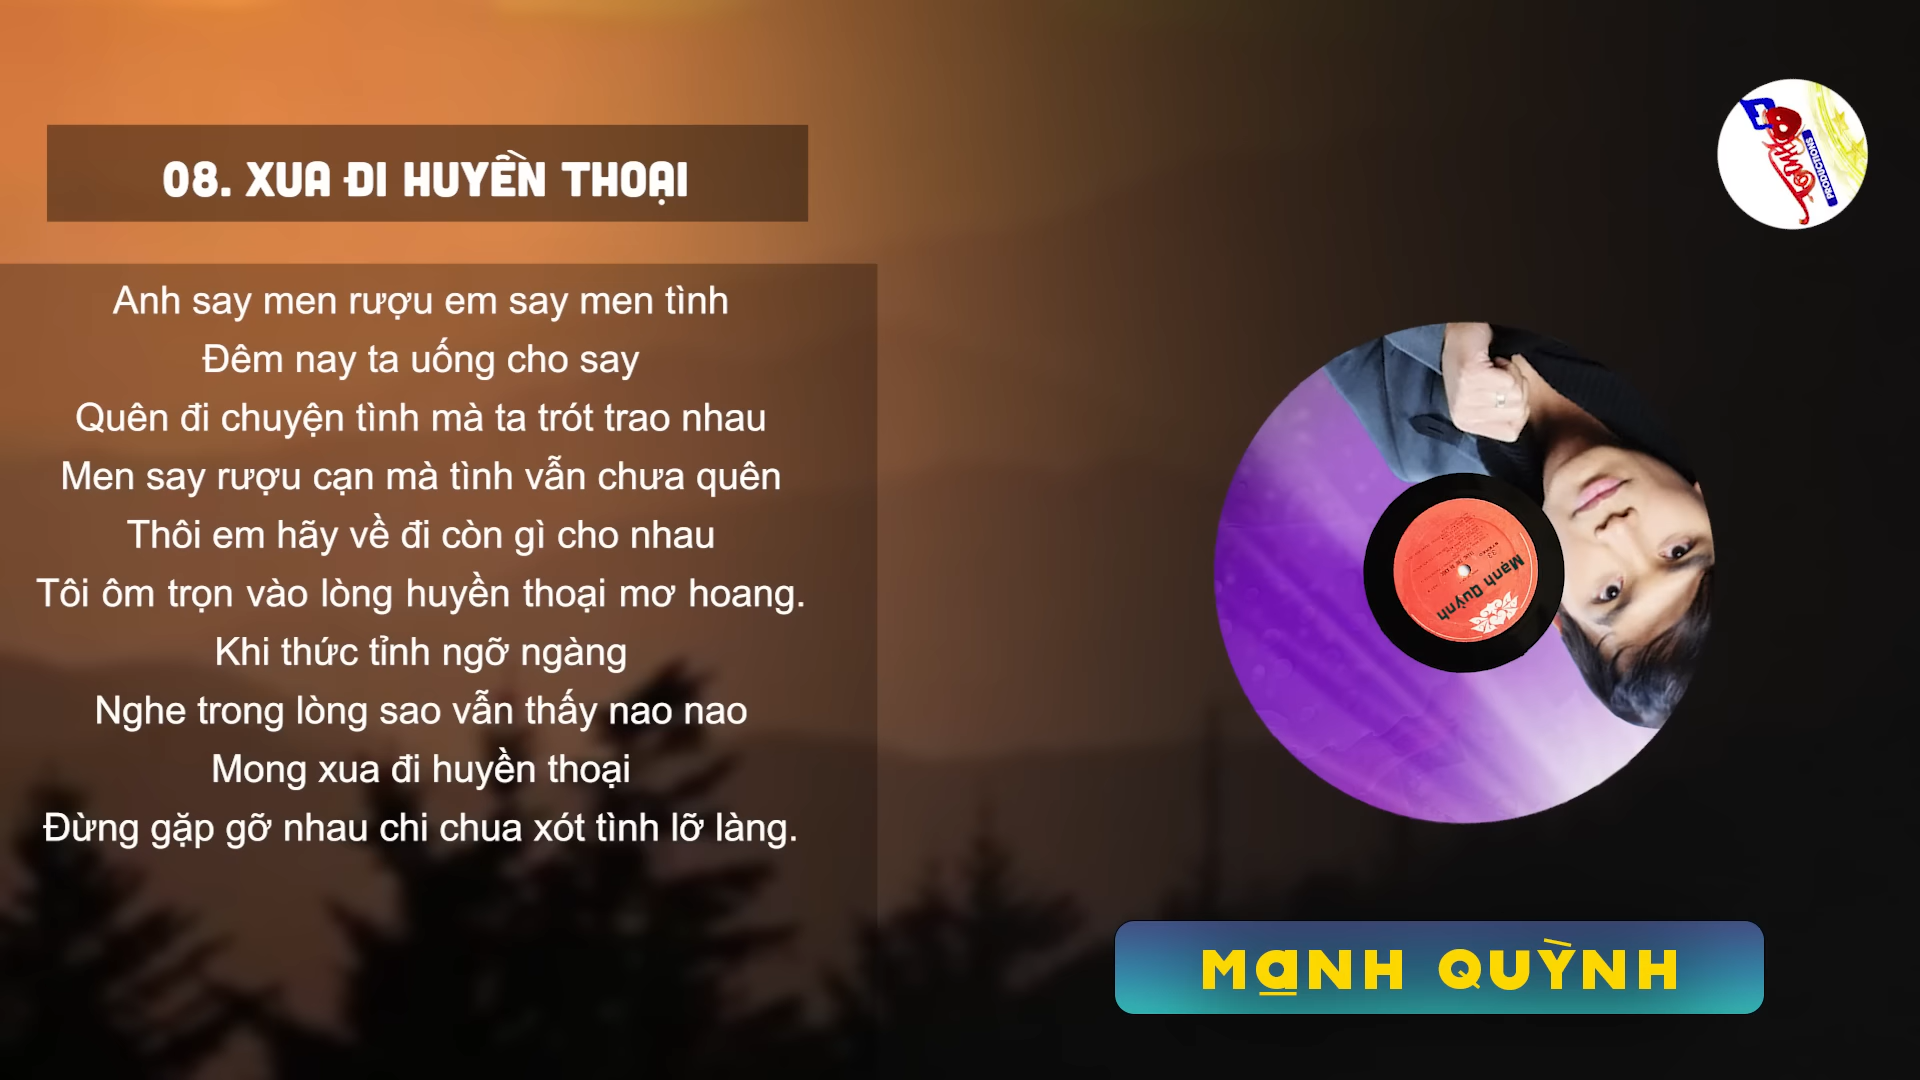 08. XUA ĐI HUYỀN THOẠI
Anh say men rượu em say men tình
Đêm nay ta uống cho say
Quên đi chuyện tình mà ta trót trao nhau
Men say rượu cạn mà tình vẫn chưa quên
Thôi em hãy về đi còn gì cho nhau
Tôi ôm trọn vào lòng huyền thoại mơ hoang.
Khi thức tỉnh ngỡ ngàng
Nghe trong lòng sao vẫn thấy nao nao
Mong xua đi huyền thoại
Đừng gặp gỡ nhau chi chua xót tình lỡ làng.
PRODUCTIONS
Mạnh Quỳnh
MẠNH QUỲNH